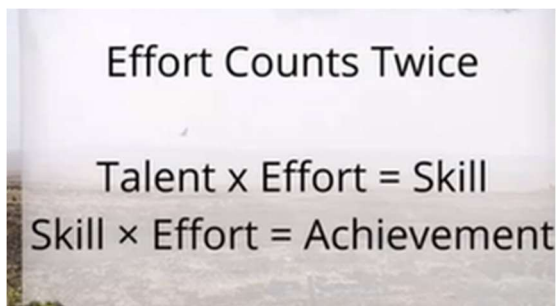 Effort Counts Twice
Talent x Effort = Skill
Skill × Effort = Achievement